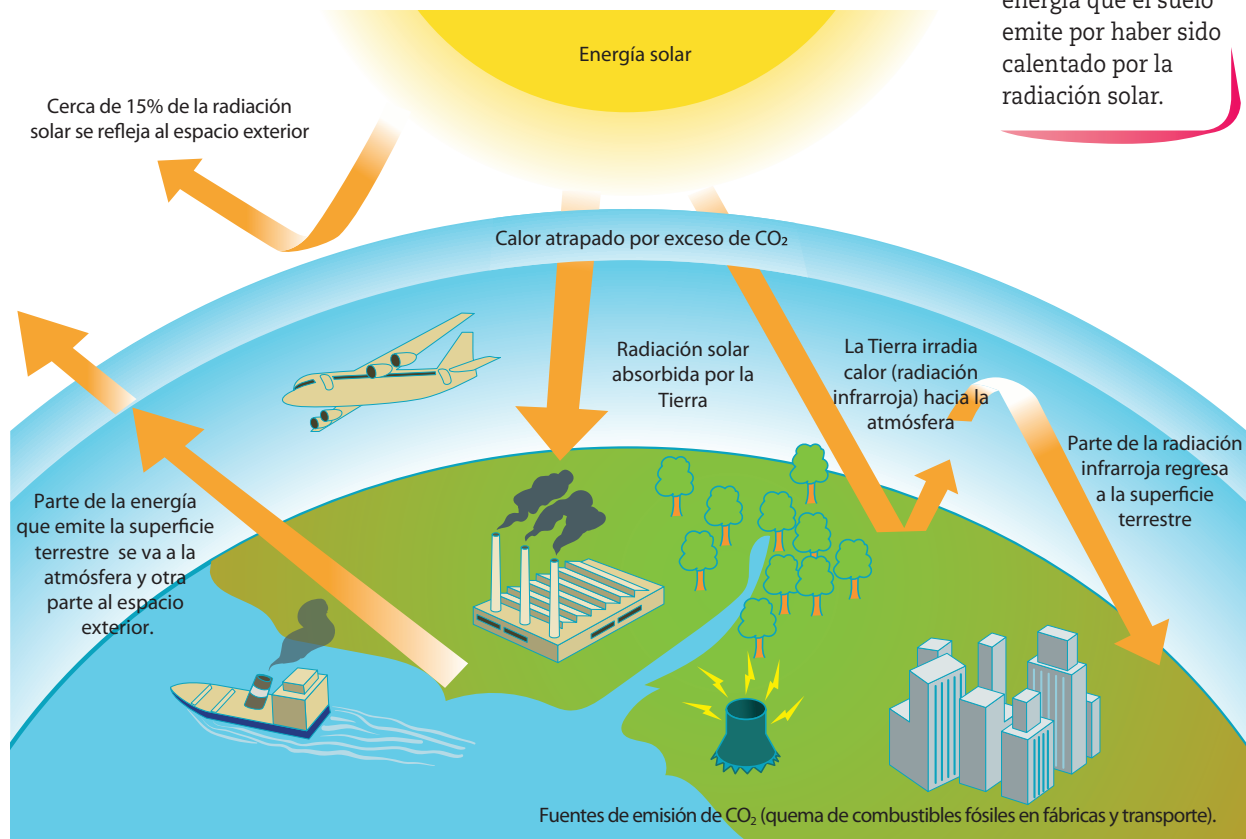 energía que el suelo
emite por haber sido
calentado por la
radiación solar.
Energía solar
Cerca de 15% de la radiación
solar se refleja al espacio exterior
Calor atrapado por exceso de CO₂
Radiación solar
absorbida por la
Tierra
La Tierra irradia
calor (radiación
infrarroja) hacia la
atmósfera
Parte de la radiación
infrarroja regresa
a la superficie
terrestre
Parte de la energía
que emite la superficie
terrestre se va a la
atmósfera y otra
parte al espacio
exterior.
Fuentes de emisión de CO₂ (quema de combustibles fósiles en fábricas y transporte).